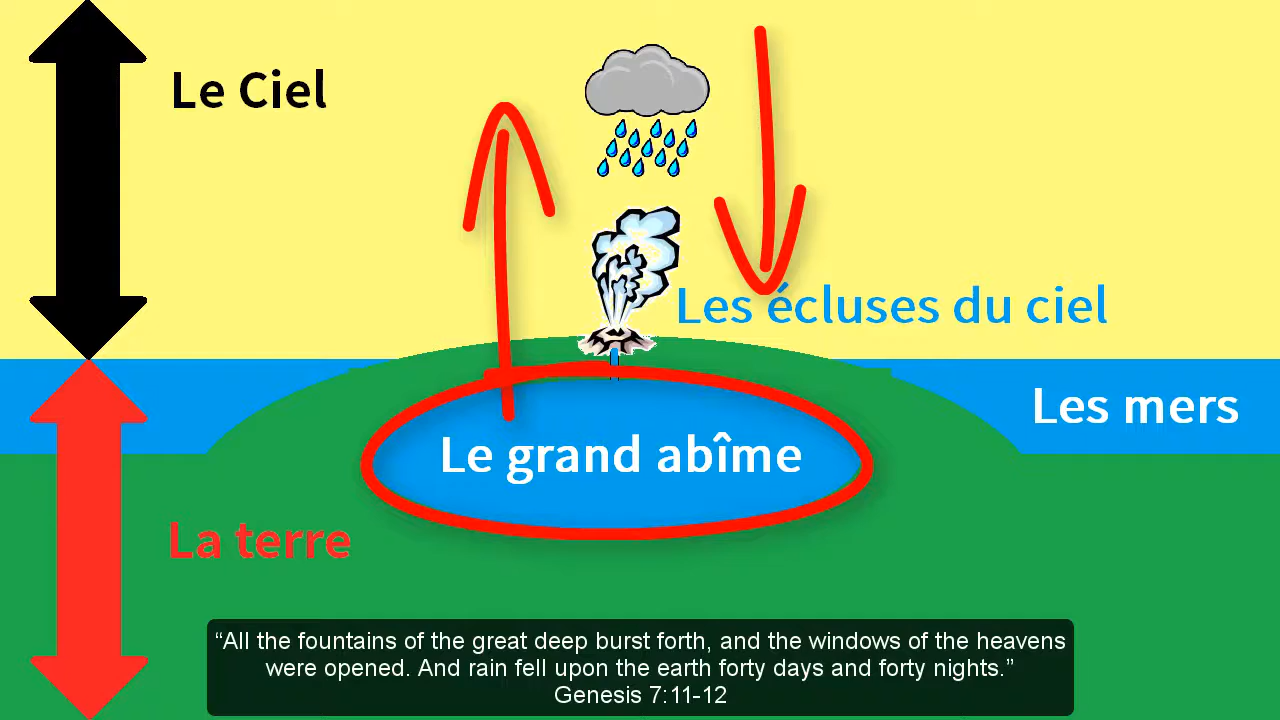 Le Ciel
Les écluses du ciel
Les mers
Le grand abîme
La terre
“All the fountains of the great deep burst forth, and the windows of the heavens
were opened. And rain fell upon the earth forty days and forty nights.”
Genesis 7:11-12